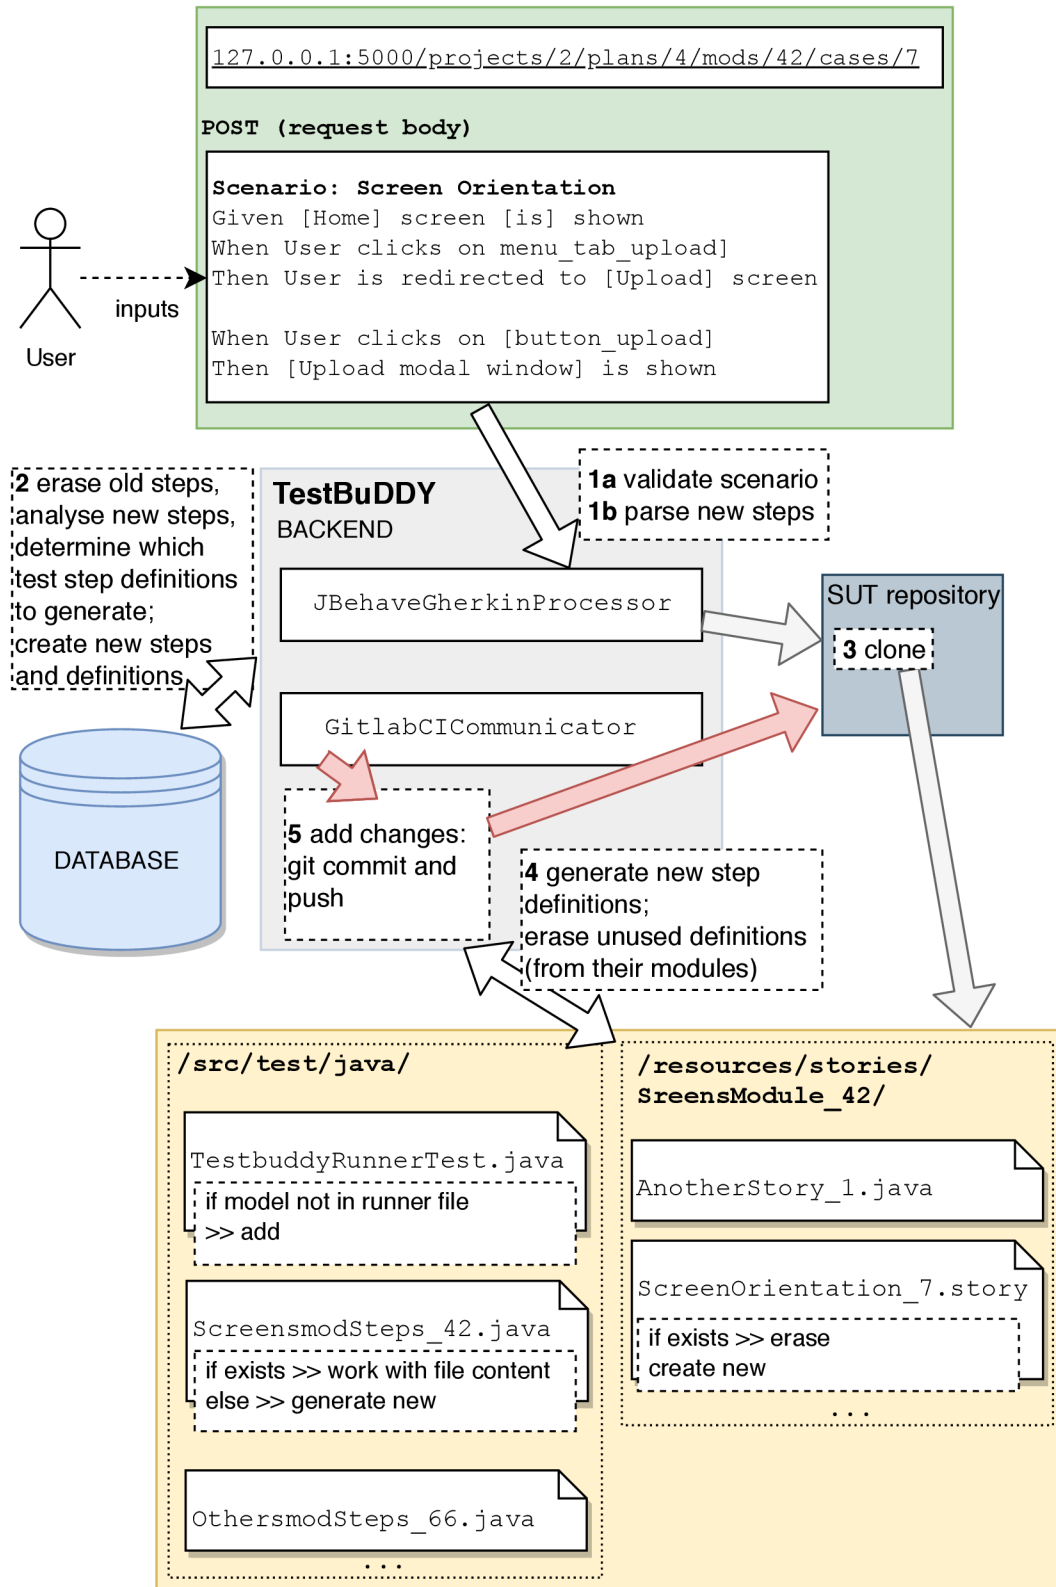 127.0.0.1:5000/projects/2/plans/4/mods/42/cases/7
POST (request body)
Scenario: Screen Orientation
Given [Home] screen [is] shown
When User clicks on menu_tab_upload]
Then User is redirected to [Upload] screen
When User clicks on [button_upload]
Then [Upload modal window] is shown
inputs
User
1a validate scenario
1b parse new steps
2 erase old steps,
analyse new steps,
determine which
test step definitions
to generate;
create new steps
and definitions
TestBuDDY
BACKEND
JBehaveGherkinProcessor
SUT repository
3 clone
GitlabCICommunicator
DATABASE
5 add changes:
git commit and
push
4 generate new step
definitions;
erase unused definitions
(from their modules)
/src/test/java/
TestbuddyRunnerTest.java
if model not in runner file
>> add
ScreensmodSteps_42.java
if exists >> work with file content
else >> generate new
OthersmodSteps_66.java
...
/resources/stories/
SreensModule_42/
AnotherStory_1.java
ScreenOrientation_7.story
if exists >> erase
create new
...